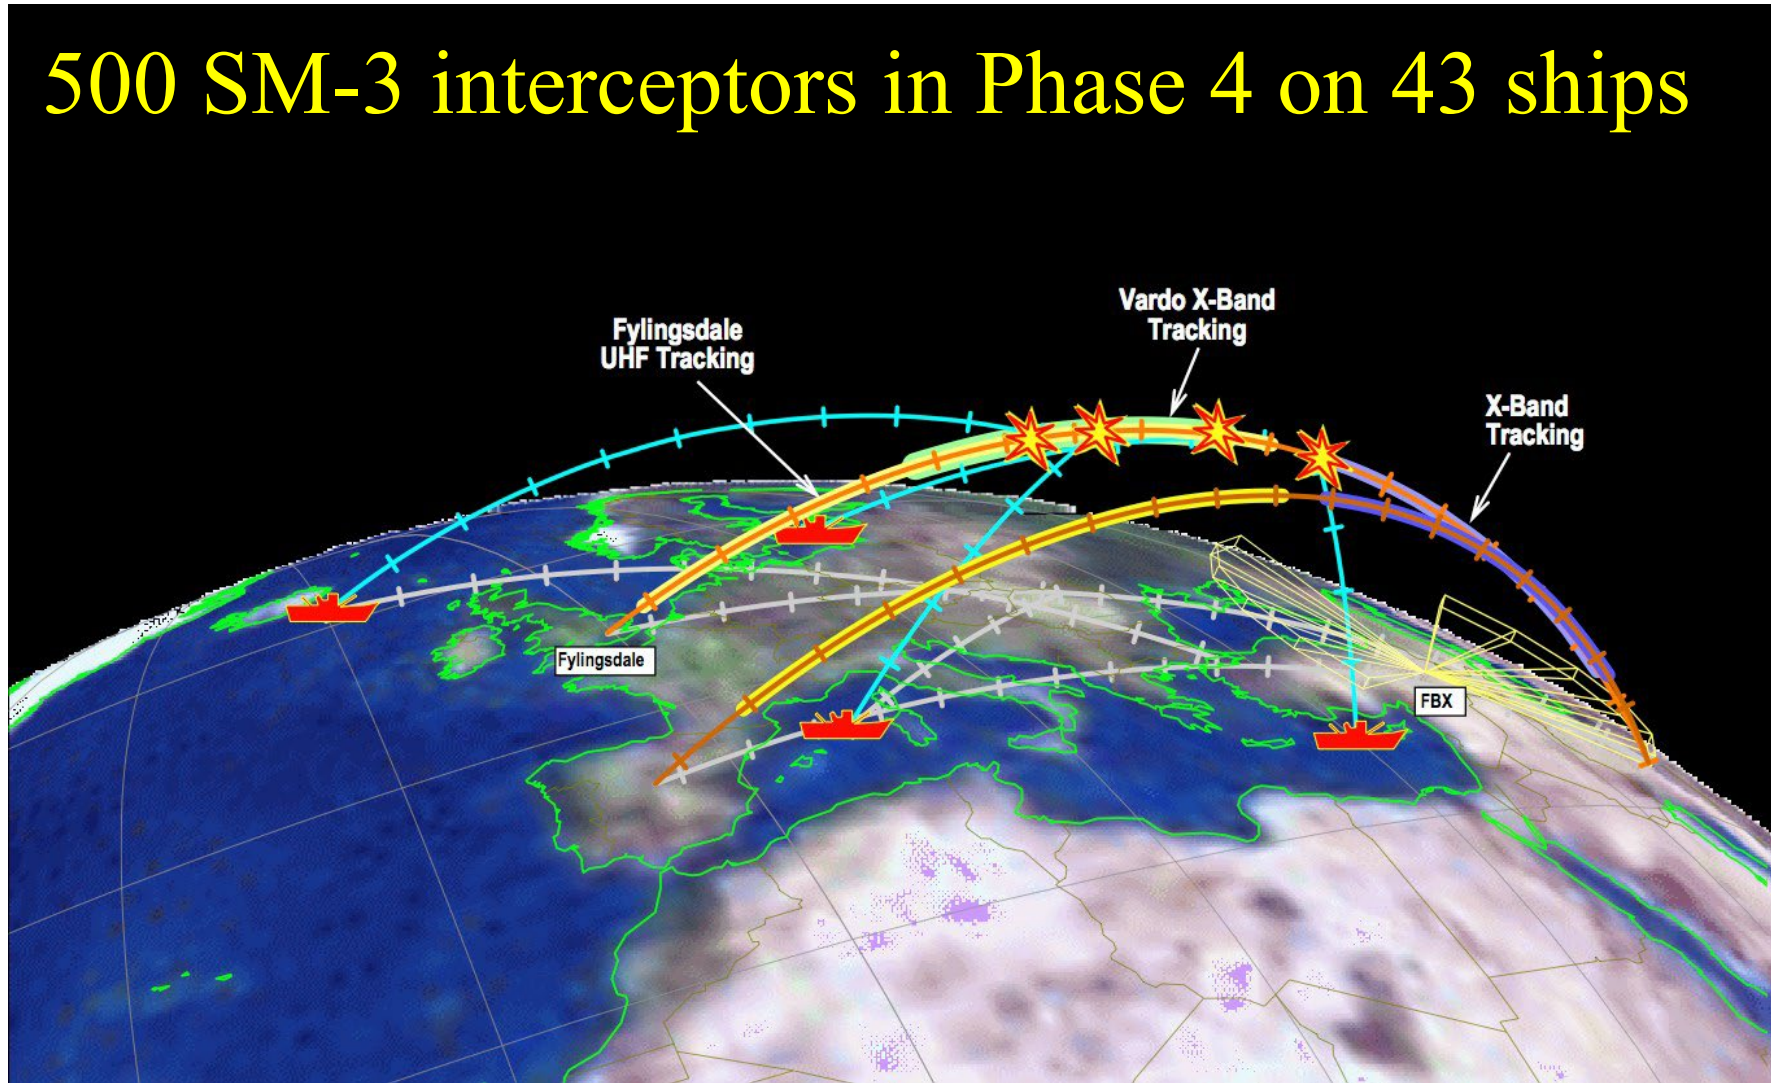 500 SM-3 interceptors in Phase 4 on 43 ships
Vardo X-Band
Tracking
Fylingsdale
UHF Tracking
X-Band
Tracking
Fylingsdale
FBX